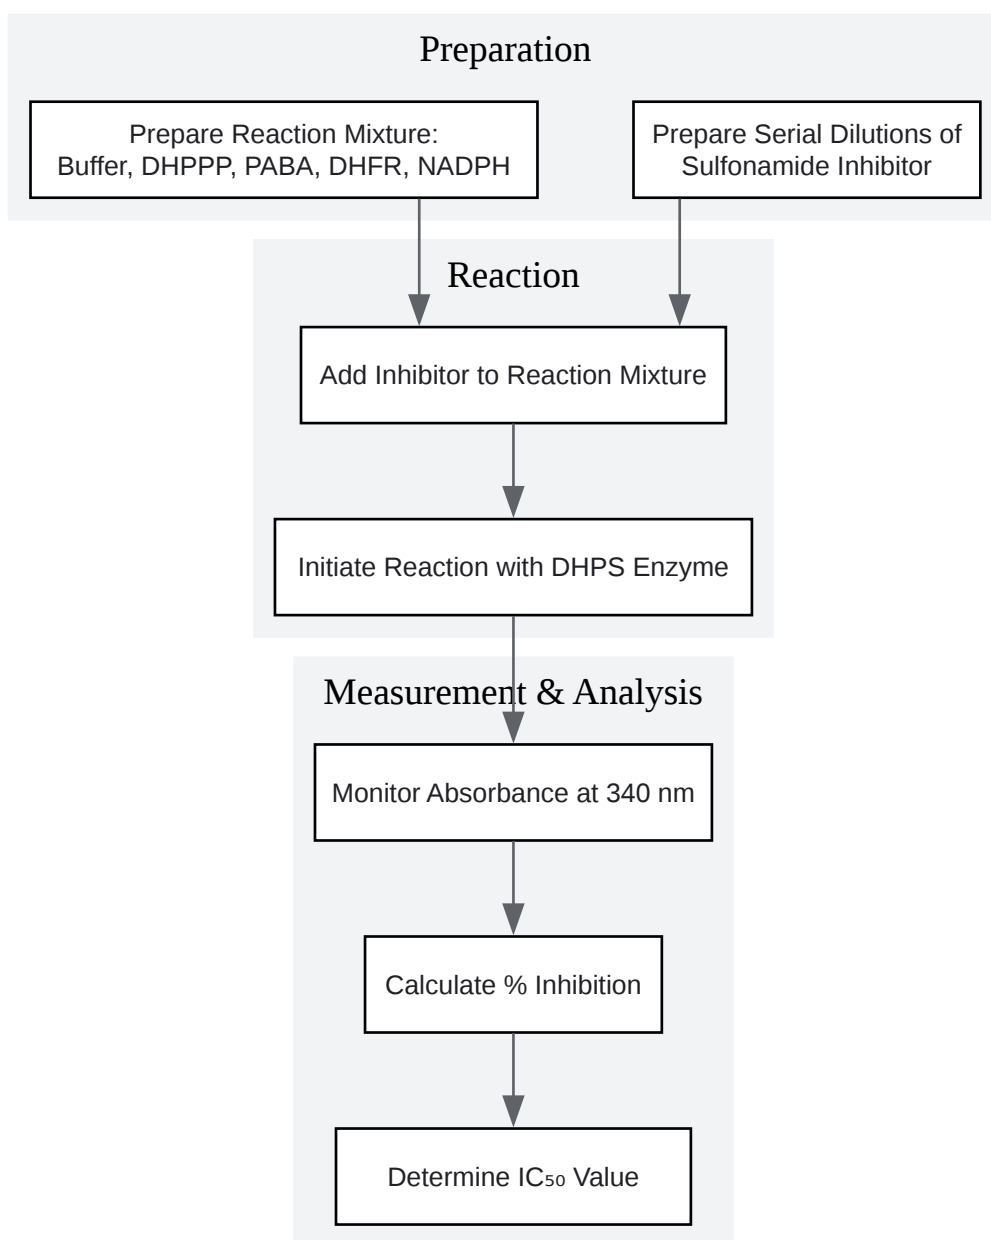 Preparation
Prepare Reaction Mixture:
Buffer, DHPPP, PABA, DHFR, NADPH
Prepare Serial Dilutions of
Sulfonamide Inhibitor
Reaction
Add Inhibitor to Reaction Mixture
Initiate Reaction with DHPS Enzyme
Measurement & Analysis
Monitor Absorbance at 340 nm
Calculate % Inhibition
Determine IC₅₀ Value